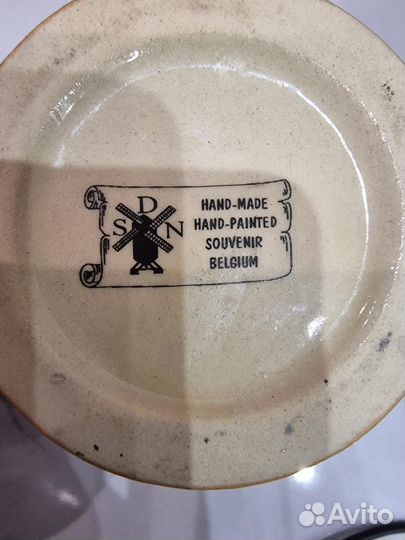 D
S N
HAND-MADE
HAND-PAINTED
SOUVENIR
BELGIUM
Avito